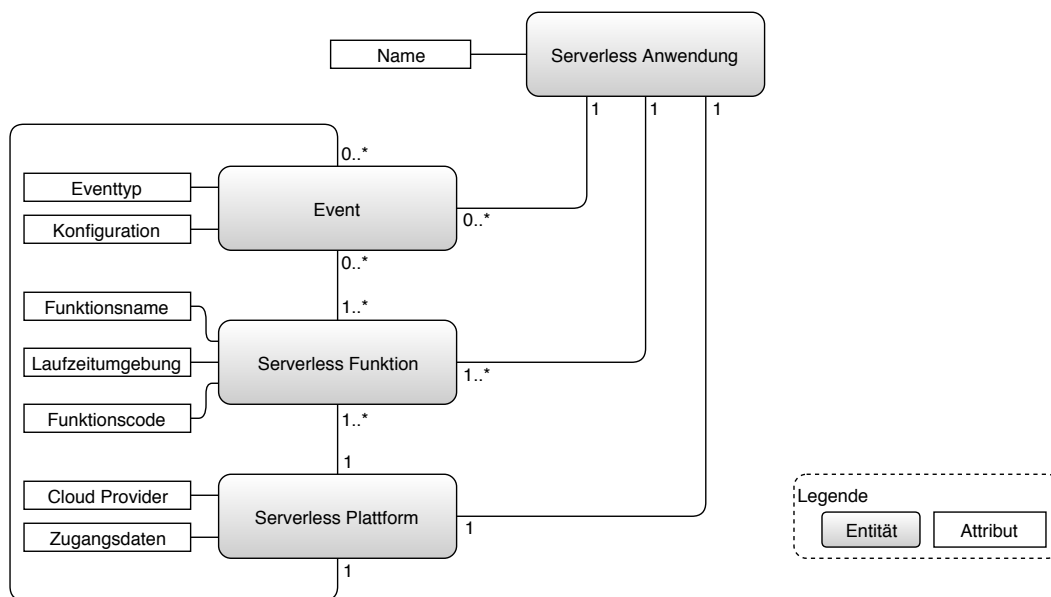 Name
Serverless Anwendung
1
1
1
0..*
Eventtyp
Konfiguration
Event
0..*
0..*
1..*
Funktionsname
Laufzeitumgebung
Funktionscode
Serverless Funktion
1..*
1..*
1
Cloud Provider
Zugangsdaten
Serverless Plattform
1
1
Legende
Entität
Attribut